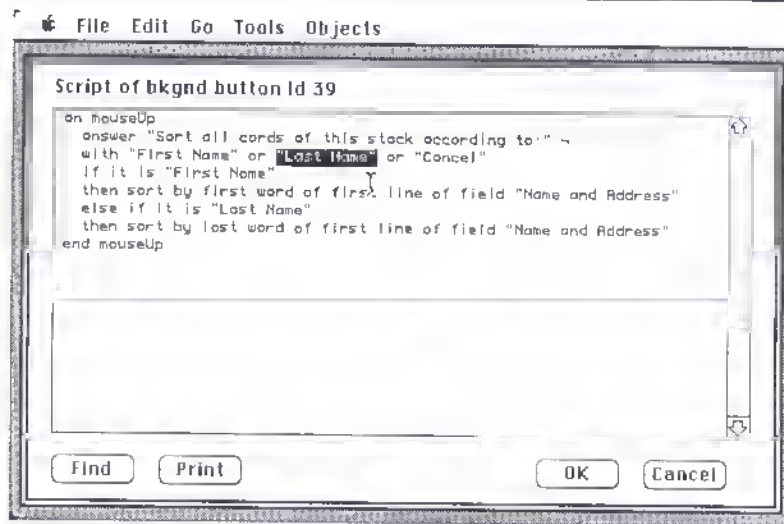 File Edit Go Tools Objects
Script of bkgnd button id 39
on mouseUp
answer "Sort all cards of this stack according to:" ¬
with "First Name" or "Last Name" or "Cancel"
if it is "First Name"
then sort by first word of first line of field "Name and Address"
else if it is "Last Name"
then sort by last word of first line of field "Name and Address"
end mouseUp
Find Print OK Cancel